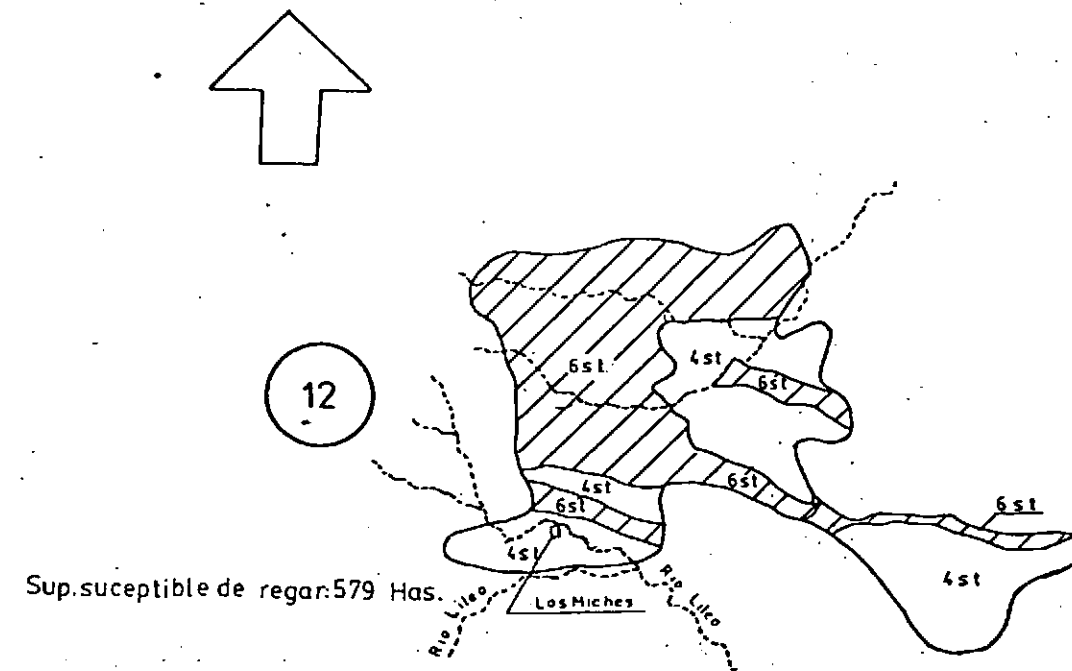 12
6st.
4st
6st
4st
6st
6st
6st
4st
4st
Sup.suceptible de regar:579 Has.
Los Miches
Rio Lileo
Rio Lileo